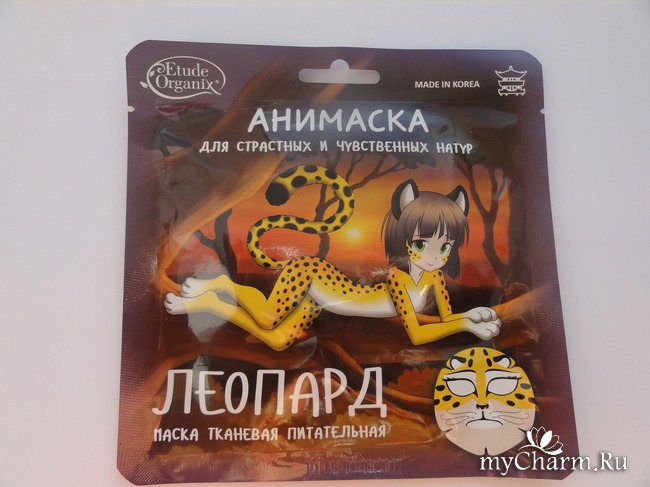 Etude
Organix®
MADE IN KOREA
АНИМАСКА
ДЛЯ СТРАСТНЫХ И ЧУВСТВЕННЫХ НАТУР
ЛЕОПАРД
МАСКА ТКАНЕВАЯ ПИТАТЕЛЬНАЯ
myCharm.Ru